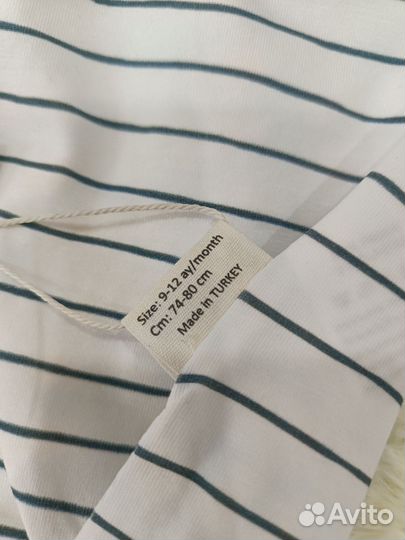 Size: 9-12 ay/month
Cm: 74-80 cm
Made in TURKEY
Avito